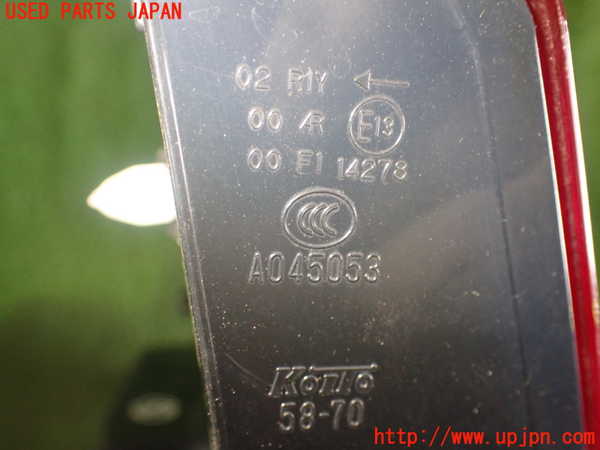 USED PARTS JAPAN
02 R1Y ←
00 AR E13
00 F1 14278
CCC
A045053
Koito
58-70
http://www.upjpn.com